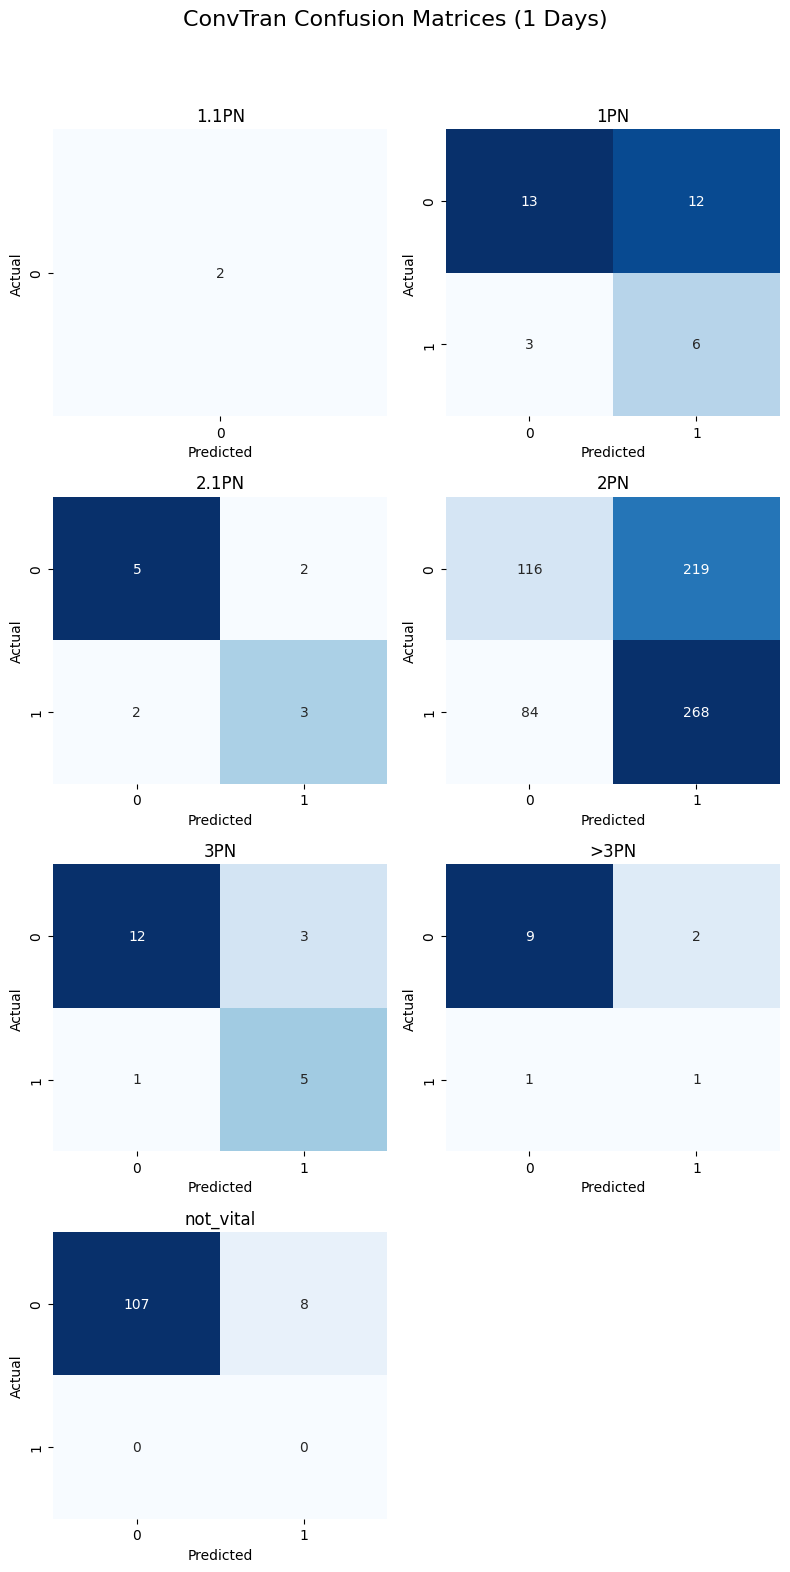 ConvTran Confusion Matrices (1 Days)
1.1PN
2
Actual
0
0
Predicted
1PN
13 12
3 6
Actual
0
1
0 1
Predicted
2.1PN
5 2
2 3
Actual
0
1
0 1
Predicted
2PN
116 219
84 268
Actual
0
1
0 1
Predicted
3PN
12 3
1 5
Actual
0
1
0 1
Predicted
>3PN
9 2
1 1
Actual
0
1
0 1
Predicted
not_vital
107 8
0 0
Actual
0
1
0 1
Predicted